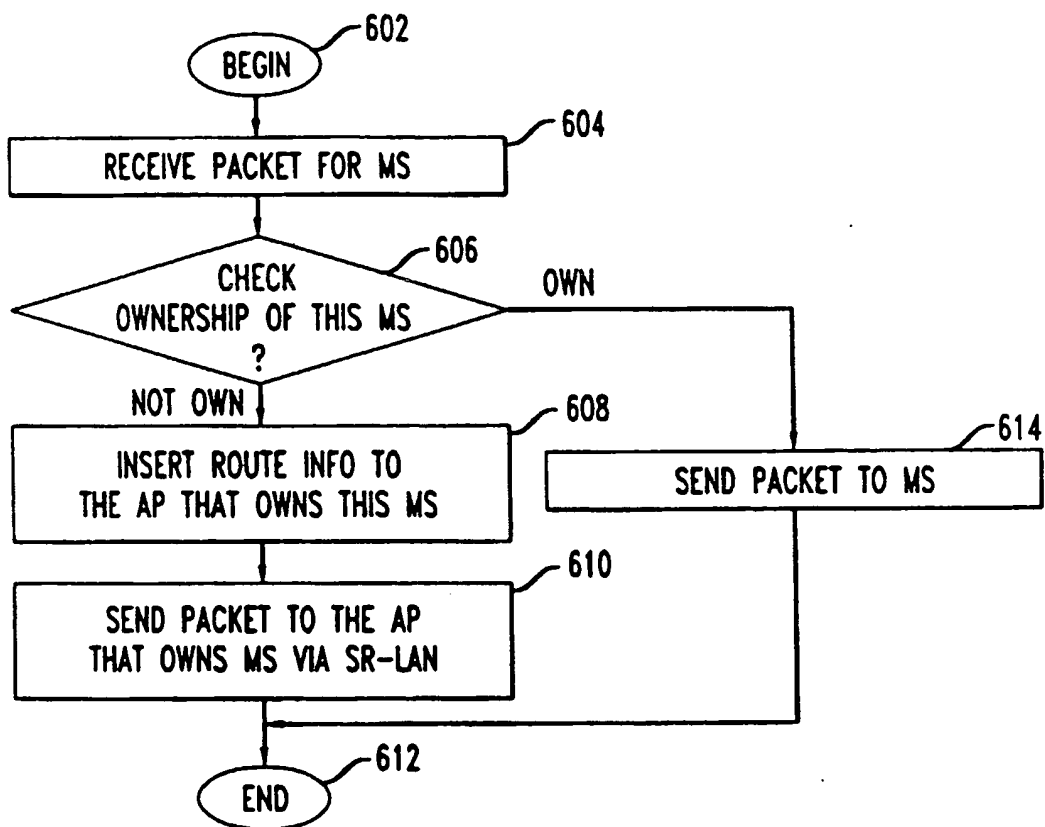 602
BEGIN
604
RECEIVE PACKET FOR MS
606
CHECK
OWNERSHIP OF THIS MS
?
OWN
NOT OWN
608
INSERT ROUTE INFO TO
THE AP THAT OWNS THIS MS
614
SEND PACKET TO MS
610
SEND PACKET TO THE AP
THAT OWNS MS VIA SR-LAN
612
END